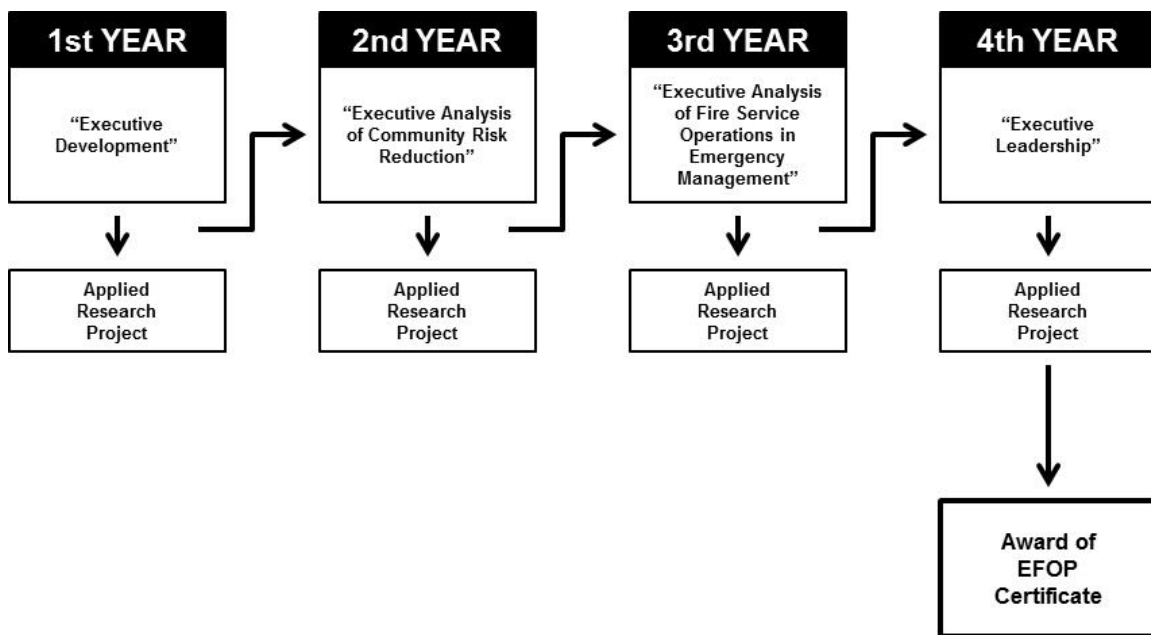 1st YEAR
“Executive
Development”
Applied
Research
Project
2nd YEAR
“Executive Analysis
of Community Risk
Reduction”
Applied
Research
Project
3rd YEAR
“Executive Analysis
of Fire Service
Operations in
Emergency
Management”
Applied
Research
Project
4th YEAR
“Executive
Leadership”
Applied
Research
Project
Award of
EFOP
Certificate